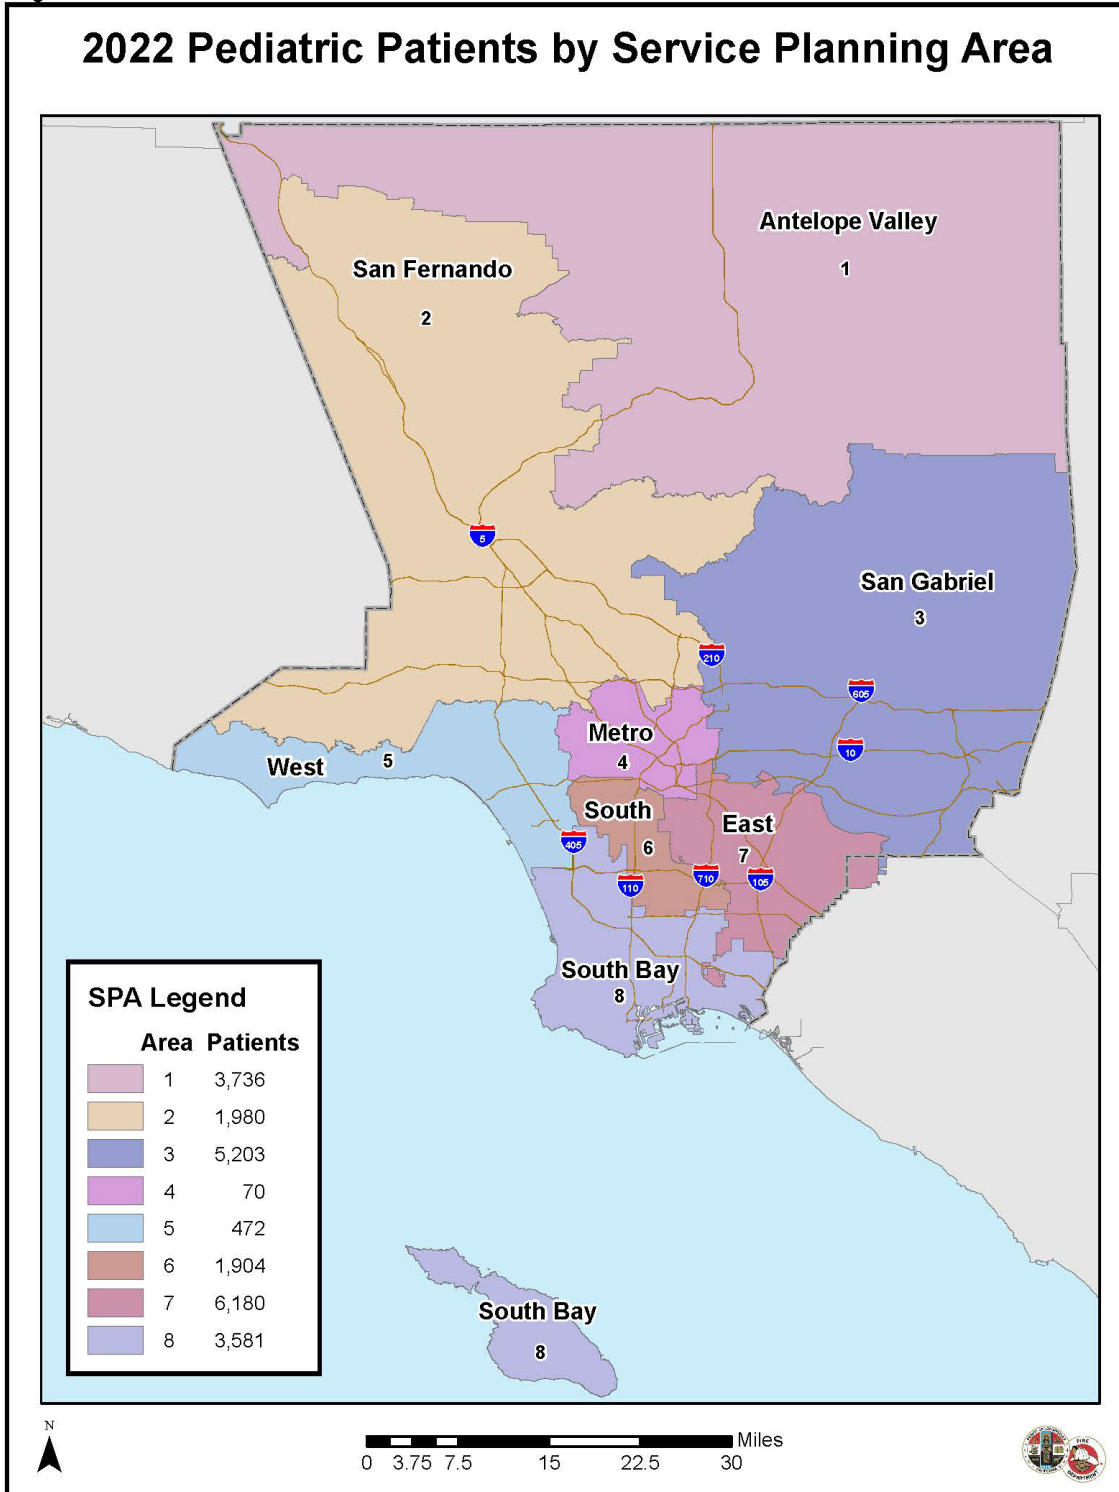 2022 Pediatric Patients by Service Planning Area
Antelope Valley
1
San Fernando
2
5
San Gabriel
3
210
605
Metro
4
10
West 5
South
6
East
7
405
110
710
105
South Bay
8
SPA Legend
Area Patients
1 3,736
2 1,980
3 5,203
4 70
5 472
6 1,904
7 6,180
8 3,581
South Bay
8
N
Miles
0 3.75 7.5 15 22.5 30
FIRE
DEPARTMENT